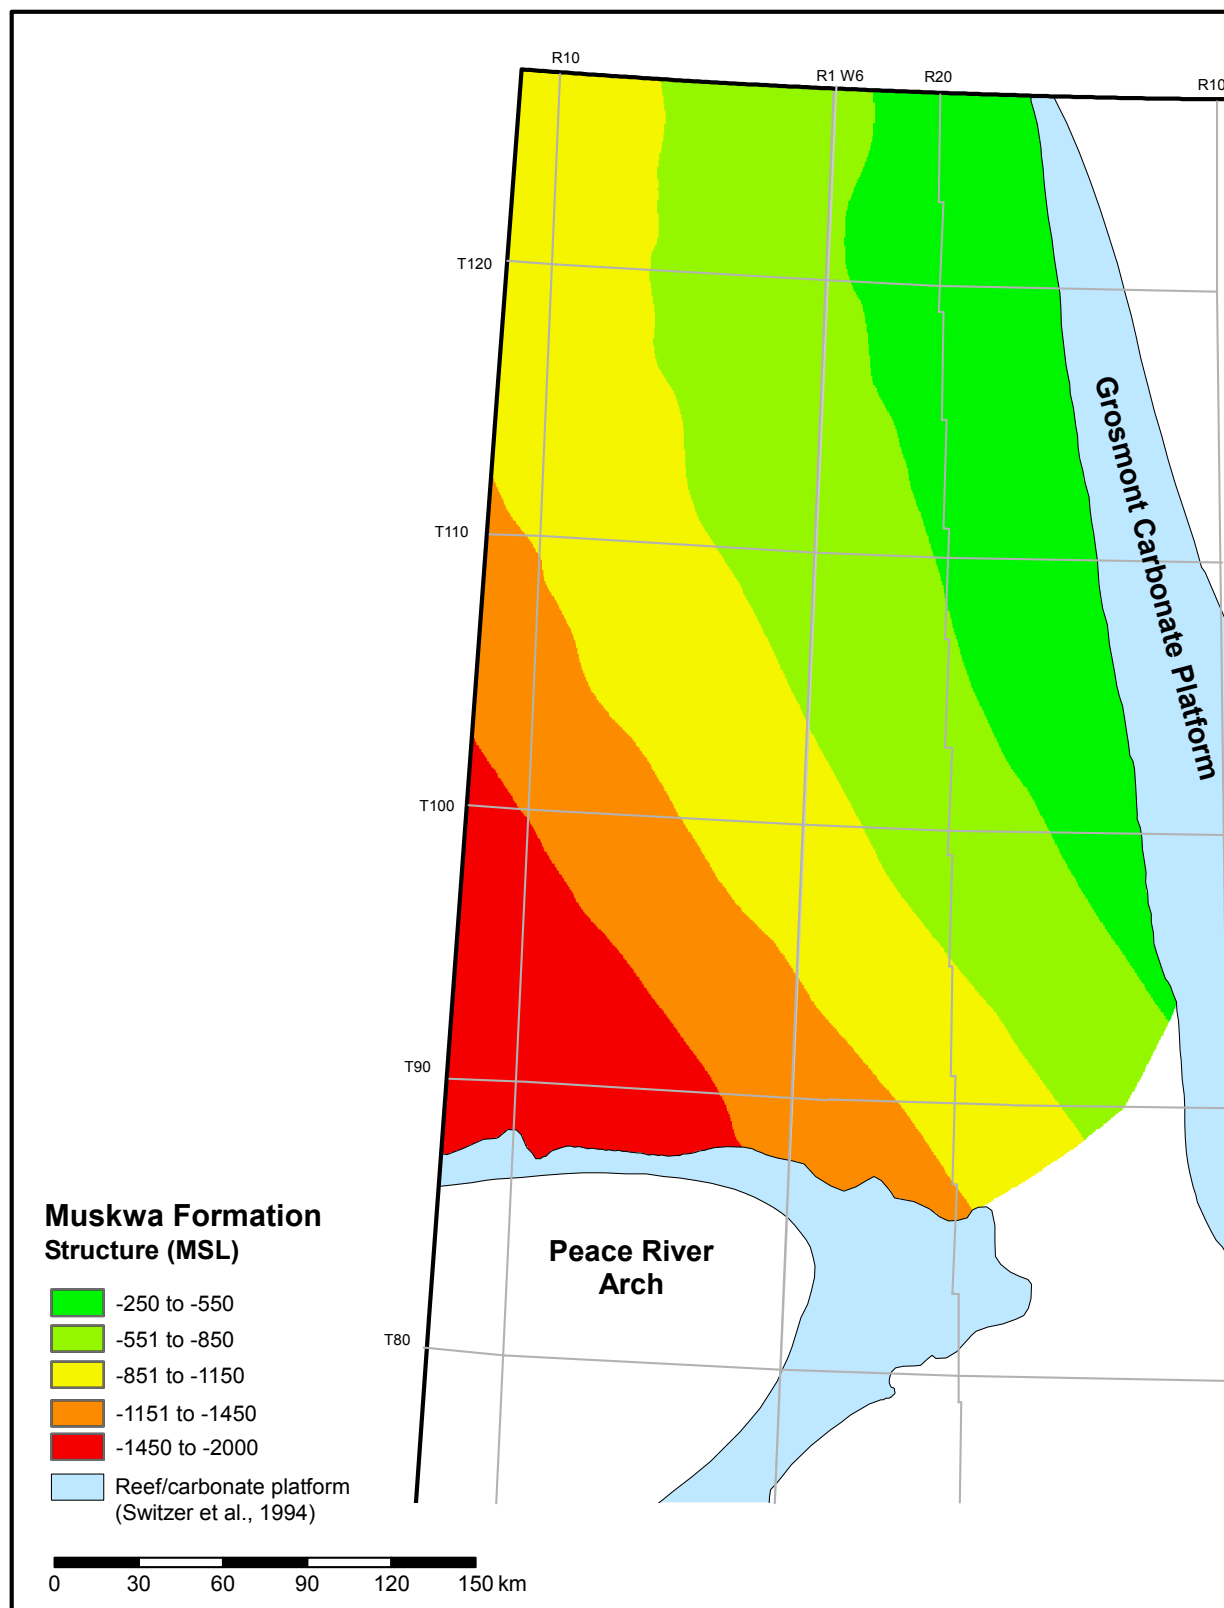 R10
R1 W6
R20
R10
T120
T110
T100
T90
T80
Grosmont Carbonate Platform
Peace River
Arch
Muskwa Formation
Structure (MSL)
-250 to -550
-551 to -850
-851 to -1150
-1151 to -1450
-1450 to -2000
Reef/carbonate platform
(Switzer et al., 1994)
0 30 60 90 120 150 km